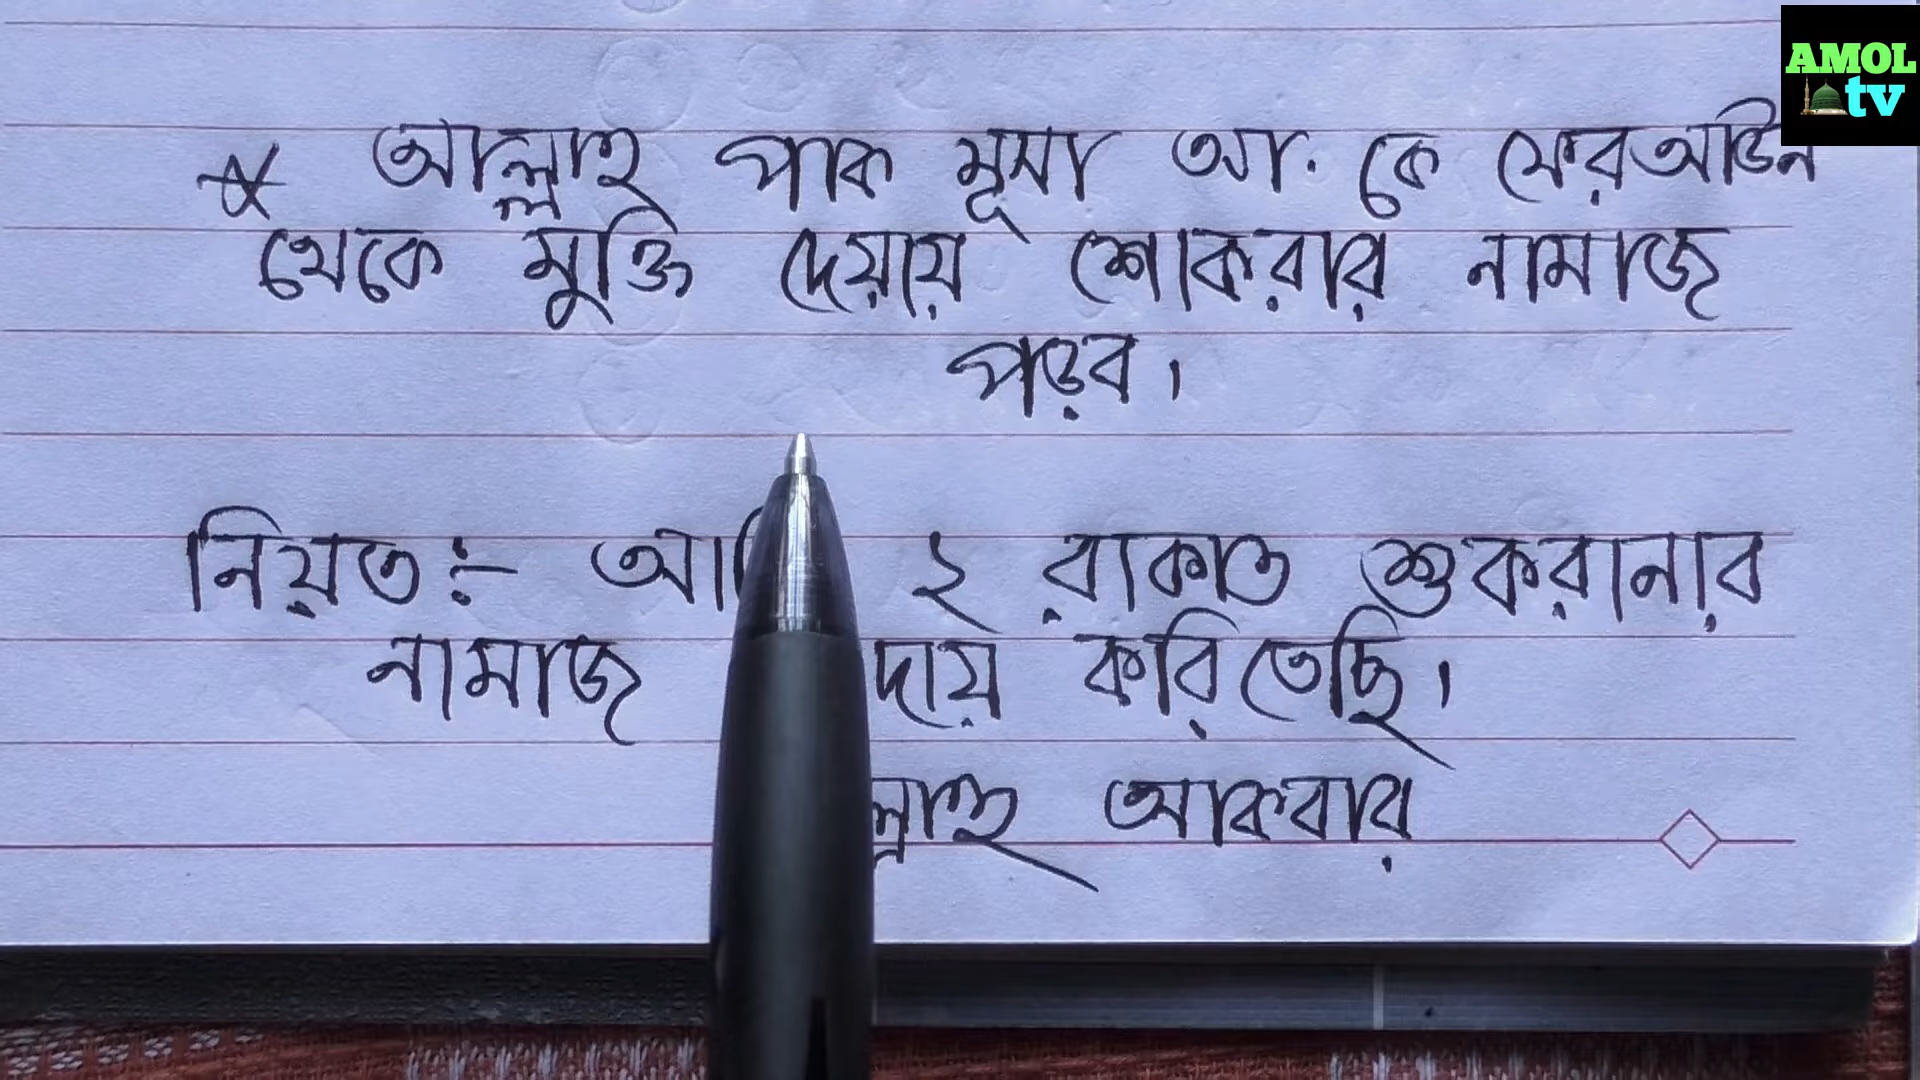 AMOL
tv
* আল্লাহ পাক মূসা আ. কে ফেরআউন
থেকে মুক্তি দেয়ায় শোকরার নামাজ
পড়ব।
নিয়ত :- ২ রাকাত শুকরানার
নামাজ করিতেছি।
আকবার